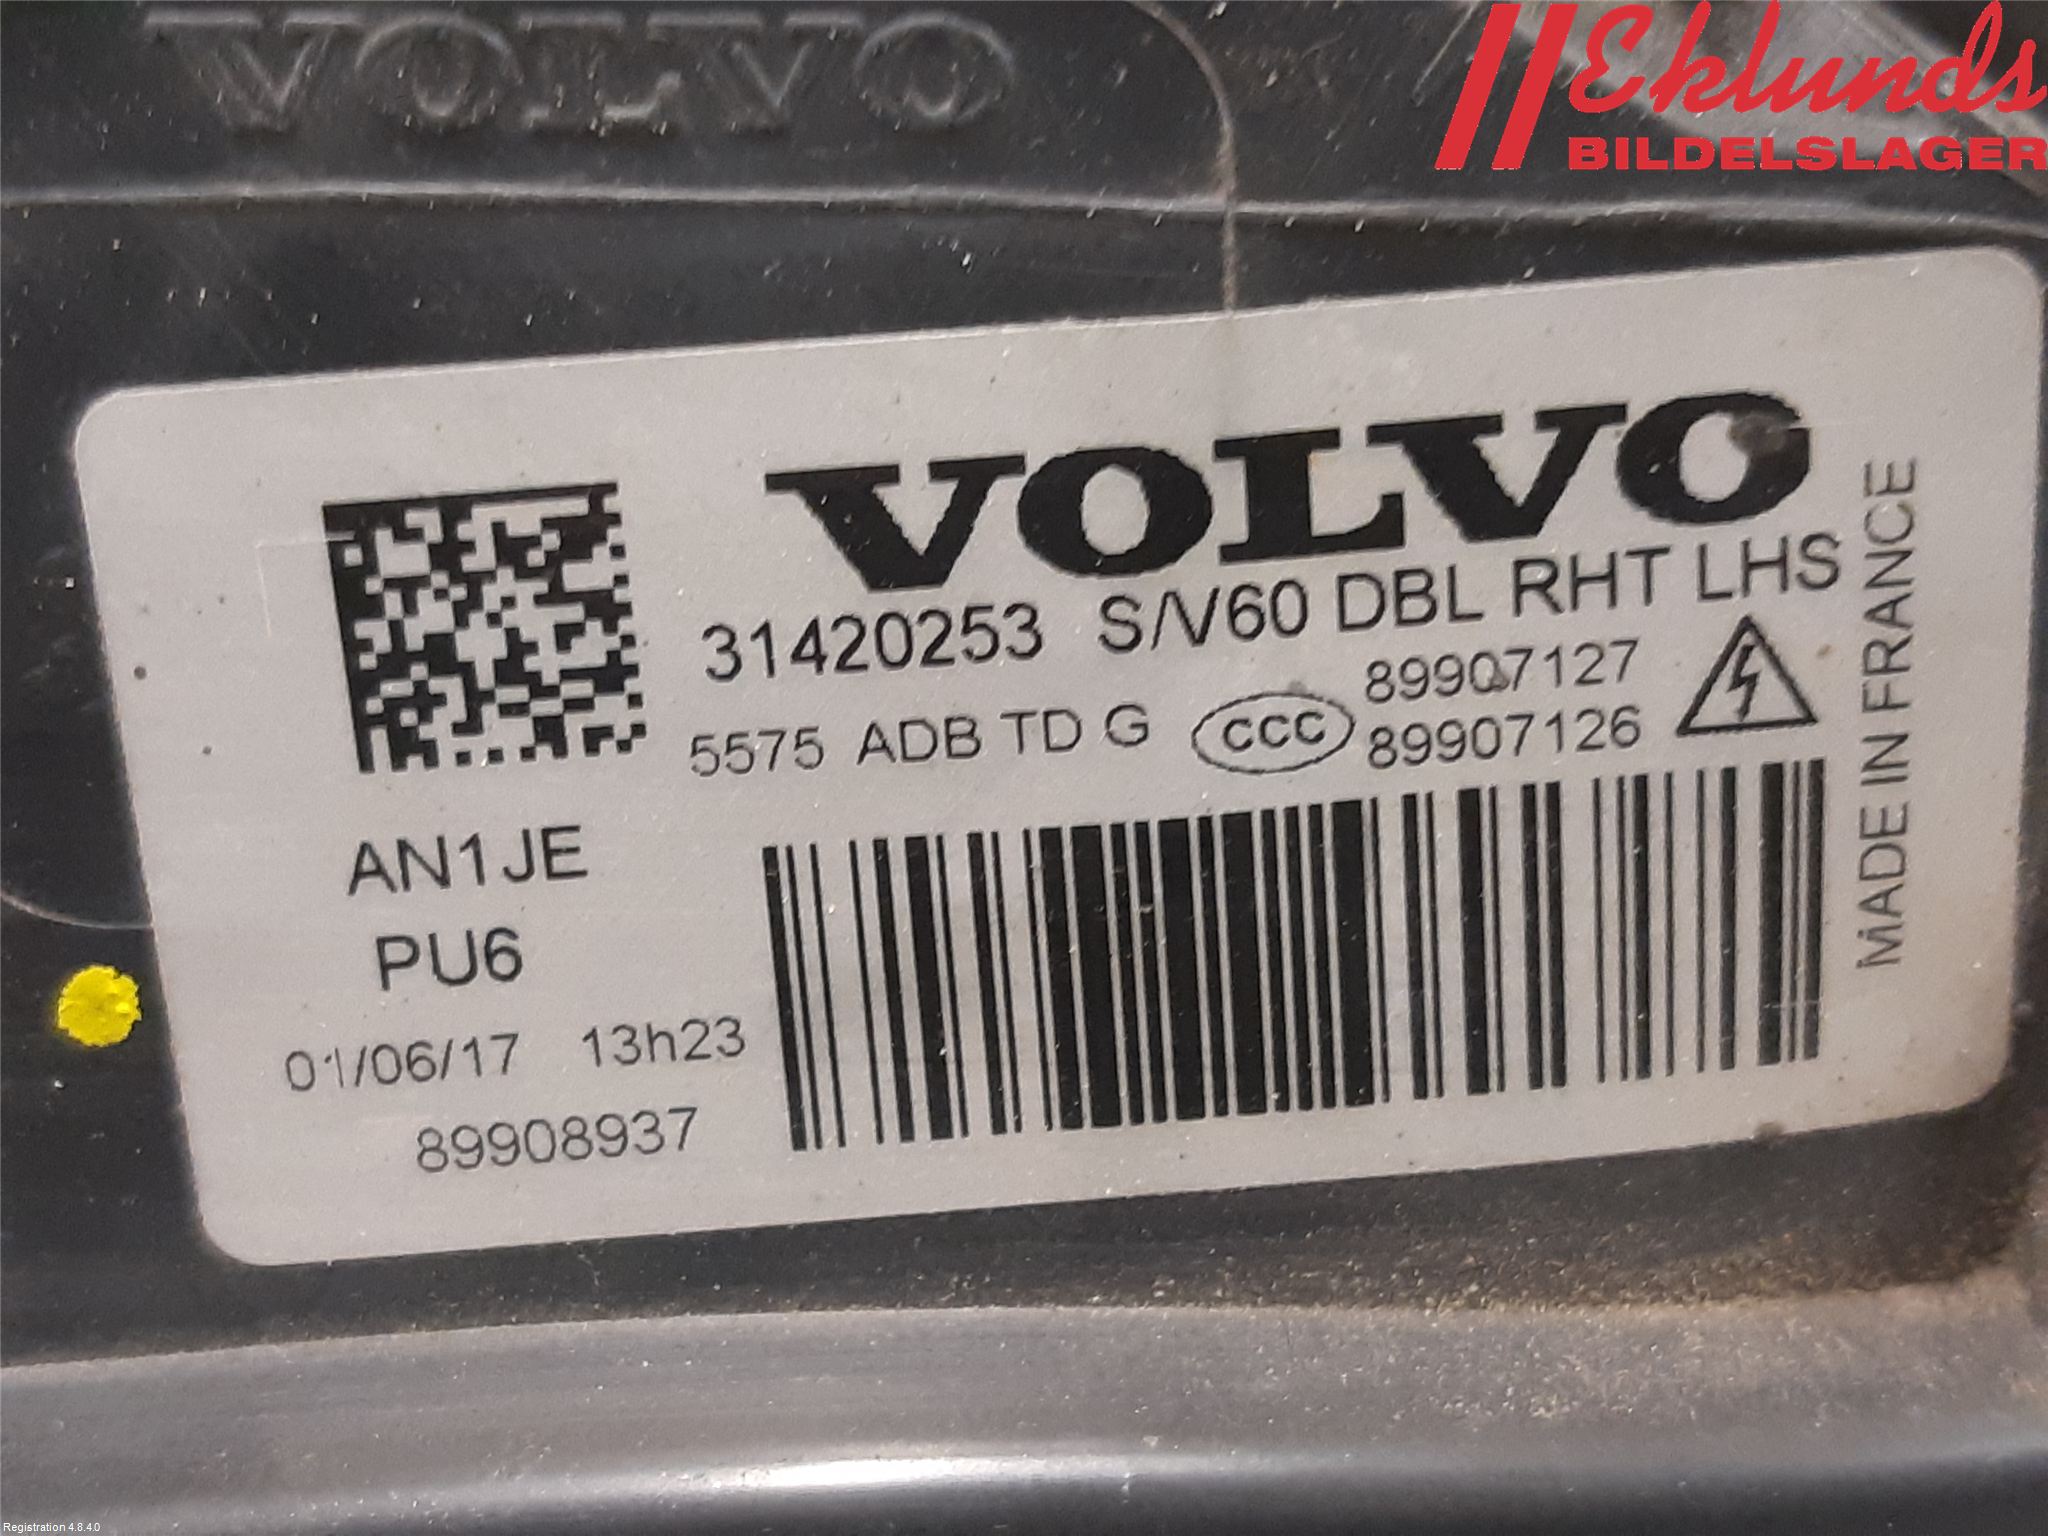 VOLVO
Eklunds
BILDELSLAGER
VOLVO
31420253 S/V60 DBL RHT LHS
89907127
5575 ADB TD G CCC 89907126
MADE IN FRANCE
AN1JE
PU6
01/06/17 13h23
89908937
Registration 4.8.4.0